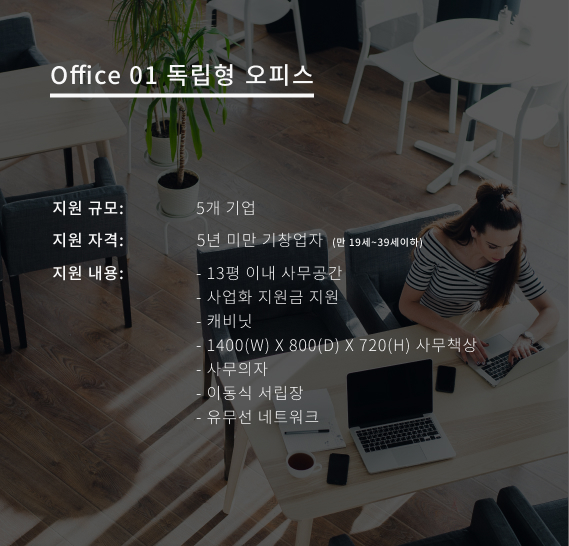 Office 01 독립형 오피스
지원 규모: 5개 기업
지원 자격: 5년 미만 기창업자 (만 19세~39세이하)
지원 내용: - 13평 이내 사무공간
- 사업화 지원금 지원
- 캐비닛
- 1400(W) X 800(D) X 720(H) 사무책상
- 사무의자
- 이동식 서립장
- 유무선 네트워크